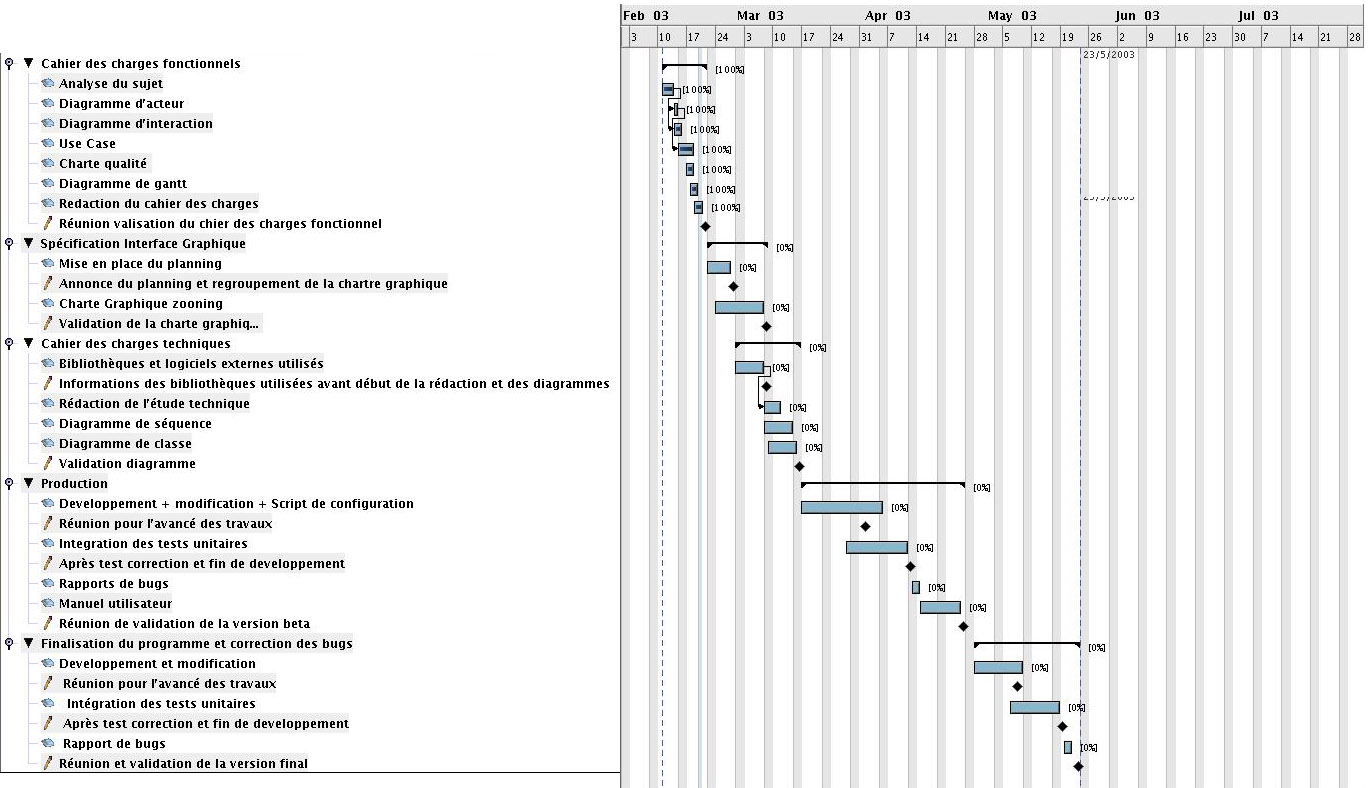 Feb 03 Mar 03 Apr 03 May 03 Jun 03 Jul 03
3 10 17 24 3 10 17 24 31 7 14 21 28 5 12 19 26 2 9 16 23 30 7 14 21 28
23/5/2003
Cahier des charges fonctionnels [100%]
Analyse du sujet [100%]
Diagramme d'acteur [100%]
Diagramme d'interaction [100%]
Use Case [100%]
Charte qualité [100%]
Diagramme de gantt [100%]
Redaction du cahier des charges [100%]
Réunion valisation du chier des charges fonctionnel
Spécification Interface Graphique [0%]
Mise en place du planning [0%]
Annonce du planning et regroupement de la chartre graphique
Charte Graphique zooning [0%]
Validation de la charte graphiq...
Cahier des charges techniques [0%]
Bibliothèques et logiciels externes utilisés [0%]
Informations des bibliothèques utilisées avant début de la rédaction et des diagrammes
Rédaction de l'étude technique [0%]
Diagramme de séquence [0%]
Diagramme de classe [0%]
Validation diagramme
Production [0%]
Developpement + modification + Script de configuration [0%]
Réunion pour l'avancé des travaux
Integration des tests unitaires [0%]
Après test correction et fin de developpement
Rapports de bugs [0%]
Manuel utilisateur [0%]
Réunion de validation de la version beta
Finalisation du programme et correction des bugs [0%]
Developpement et modification [0%]
Réunion pour l'avancé des travaux
Intégration des tests unitaires [0%]
Après test correction et fin de developpement
Rapport de bugs [0%]
Réunion et validation de la version final